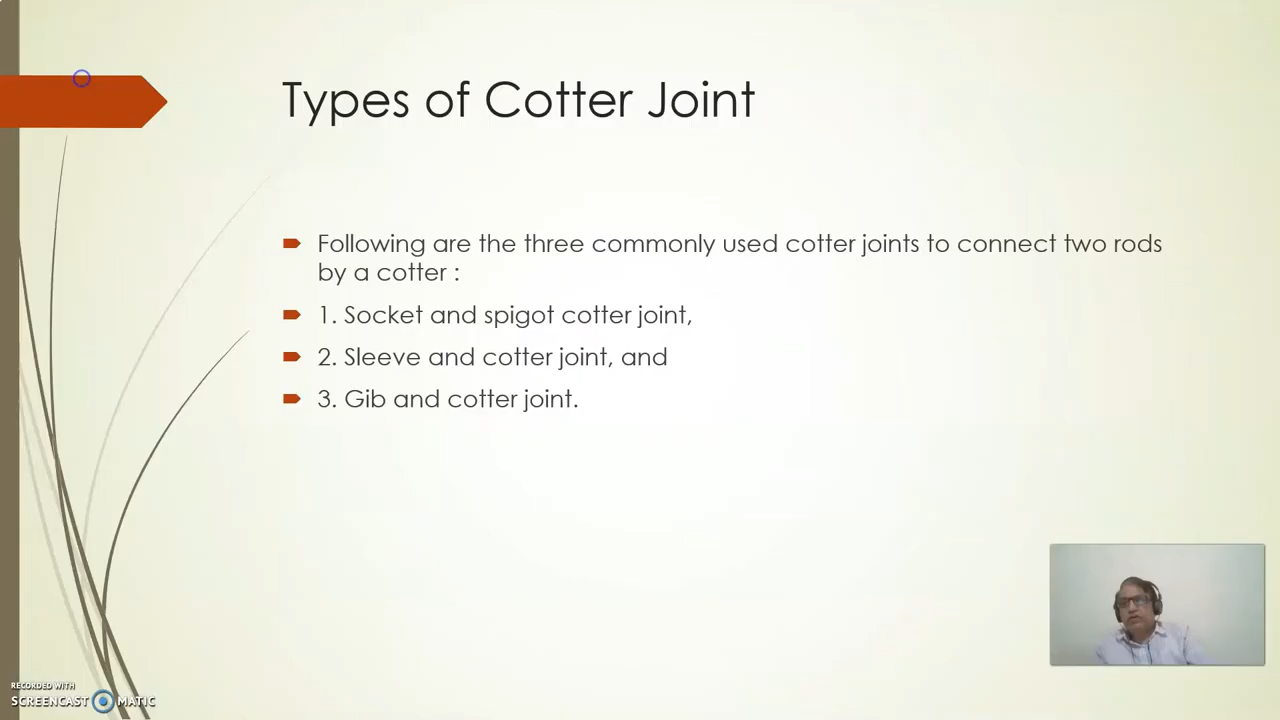 Types of Cotter Joint
Following are the three commonly used cotter joints to connect two rods
by a cotter :
1. Socket and spigot cotter joint,
2. Sleeve and cotter joint, and
3. Gib and cotter joint.
RECORDED WITH
SCREENCAST MATIC